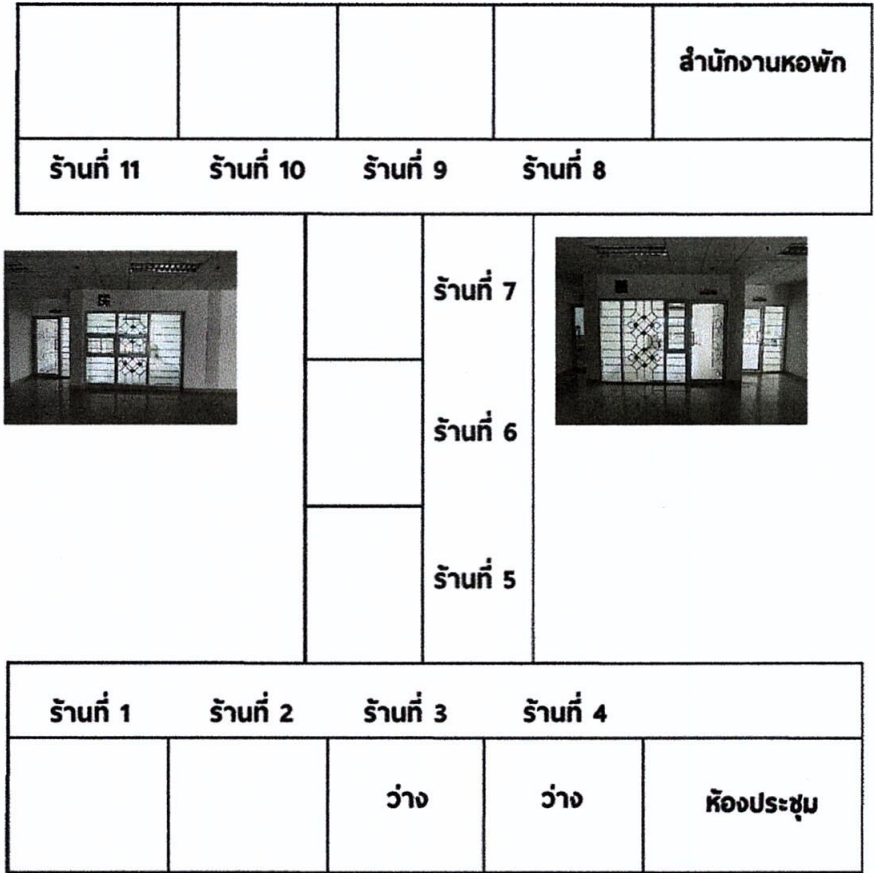 สำนักงานหอพัก
ร้านที่ 11 ร้านที่ 10 ร้านที่ 9 ร้านที่ 8
ร้านที่ 7
ร้านที่ 6
ร้านที่ 5
ร้านที่ 1 ร้านที่ 2 ร้านที่ 3 ร้านที่ 4
ว่าง ว่าง ห้องประชุม